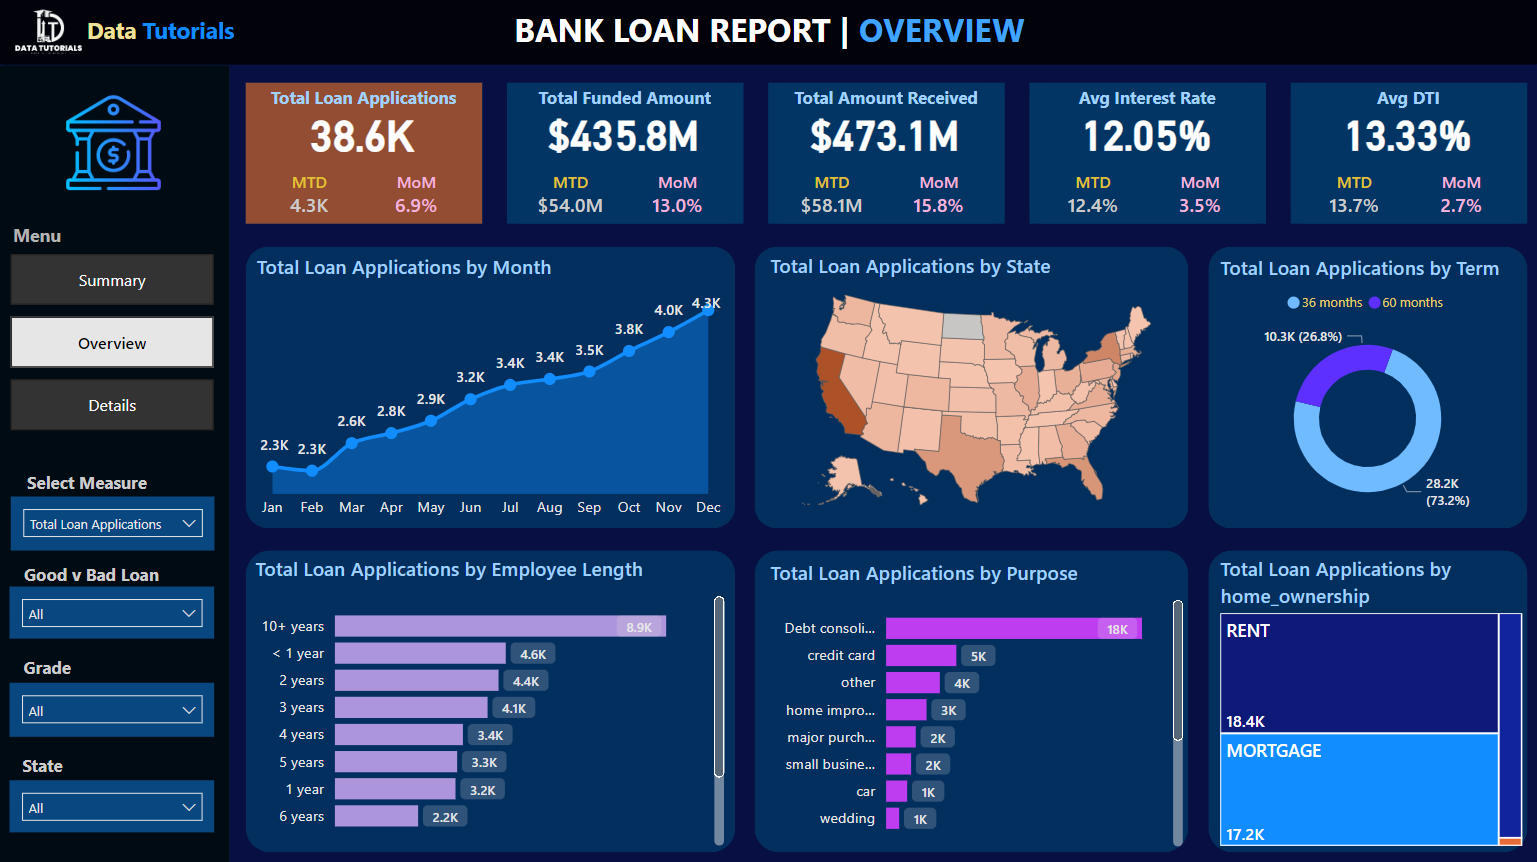 DATA TUTORIALS
Data Tutorials
BANK LOAN REPORT | OVERVIEW
Menu
Summary
Overview
Details
Select Measure
Total Loan Applications
Good v Bad Loan
All
Grade
All
State
All
Total Loan Applications
38.6K
MTD MoM
4.3K 6.9%
Total Funded Amount
$435.8M
MTD MoM
$54.0M 13.0%
Total Amount Received
$473.1M
MTD MoM
$58.1M 15.8%
Avg Interest Rate
12.05%
MTD MoM
12.4% 3.5%
Avg DTI
13.33%
MTD MoM
13.7% 2.7%
Total Loan Applications by Month
2.3K 2.3K 2.6K 2.8K 2.9K 3.2K 3.4K 3.4K 3.5K 3.8K 4.0K 4.3K
Jan Feb Mar Apr May Jun Jul Aug Sep Oct Nov Dec
Total Loan Applications by State
Total Loan Applications by Term
36 months 60 months
10.3K (26.8%)
28.2K
(73.2%)
Total Loan Applications by Employee Length
10+ years 8.9K
< 1 year 4.6K
2 years 4.4K
3 years 4.1K
4 years 3.4K
5 years 3.3K
1 year 3.2K
6 years 2.2K
Total Loan Applications by Purpose
Debt consoli... 18K
credit card 5K
other 4K
home impro... 3K
major purch... 2K
small busine... 2K
car 1K
wedding 1K
Total Loan Applications by
home_ownership
RENT
18.4K
MORTGAGE
17.2K